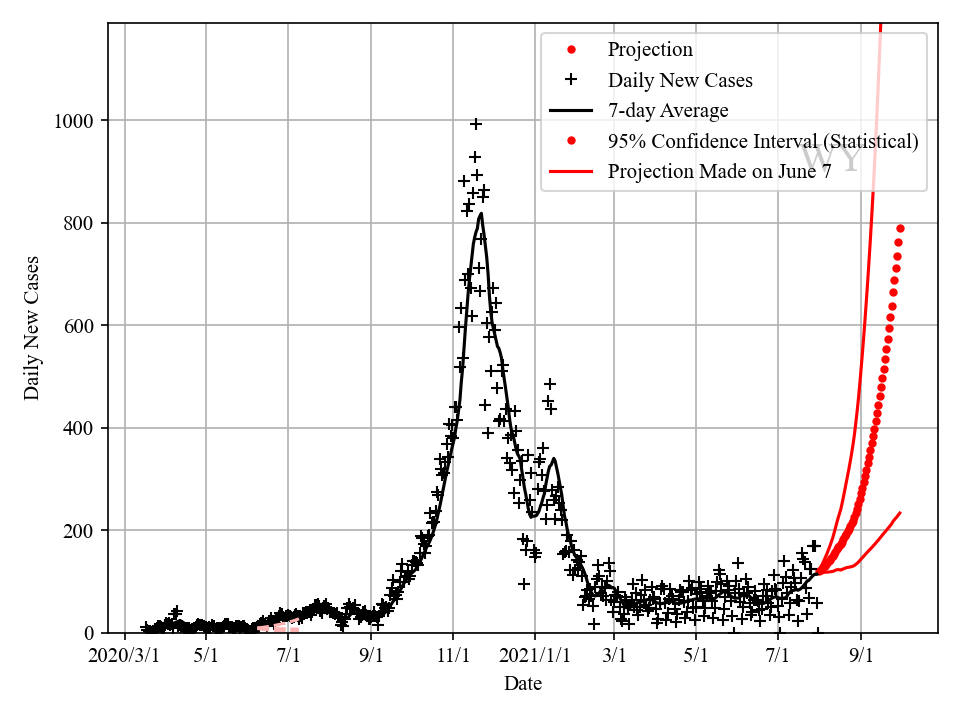 Projection
Daily New Cases
7-day Average
95% Confidence Interval (Statistical)
WY
Projection Made on June 7
1000
800
600
400
200
0
Daily New Cases
2020/3/1 5/1 7/1 9/1 11/1 2021/1/1 3/1 5/1 7/1 9/1
Date